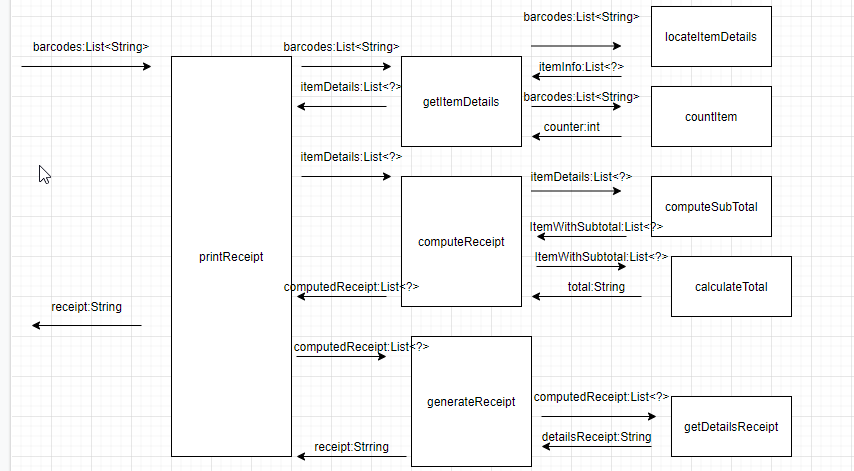 barcodes:List<String>
barcodes:List<String>
barcodes:List<String>
locateItemDetails
itemInfo:List<?>
itemDetails:List<?>
getItemDetails
barcodes:List<String>
countItem
counter:int
itemDetails:List<?>
itemDetails:List<?>
computeSubTotal
ItemWithSubtotal:List<?>
computeReceipt
printReceipt
ItemWithSubtotal:List<?>
calculateTotal
computedReceipt:List<?>
total:String
receipt:String
computedReceipt:List<?>
generateReceipt
computedReceipt:List<?>
getDetailsReceipt
detailsReceipt:String
receipt:Strring